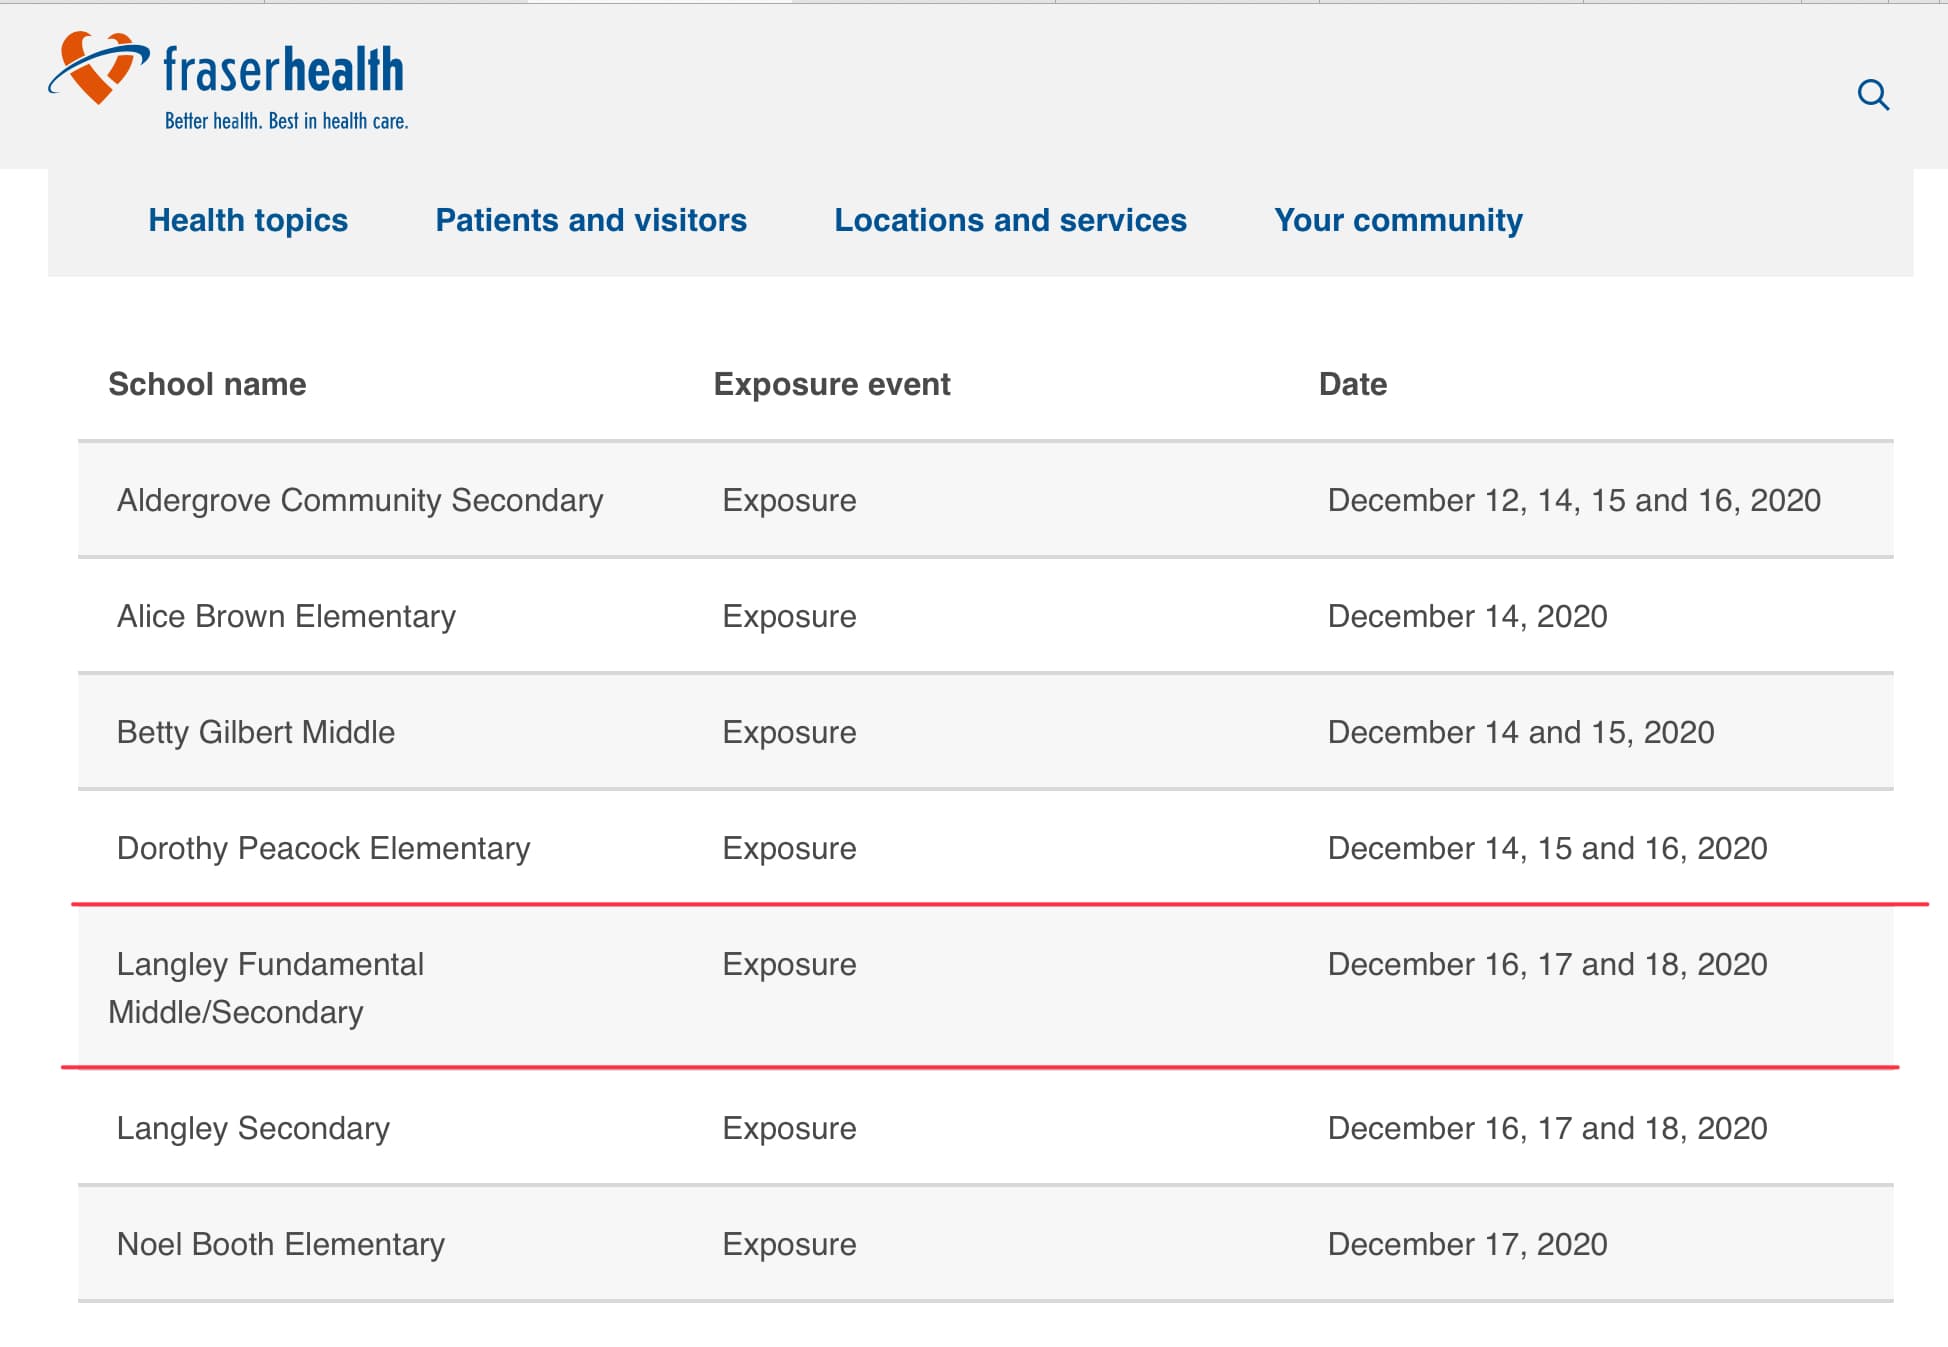 fraserhealth
Better health. Best in health care.
Health topics Patients and visitors Locations and services Your community
School name Exposure event Date
Aldergrove Community Secondary Exposure December 12, 14, 15 and 16, 2020
Alice Brown Elementary Exposure December 14, 2020
Betty Gilbert Middle Exposure December 14 and 15, 2020
Dorothy Peacock Elementary Exposure December 14, 15 and 16, 2020
Langley Fundamental Exposure December 16, 17 and 18, 2020
Middle/Secondary
Langley Secondary Exposure December 16, 17 and 18, 2020
Noel Booth Elementary Exposure December 17, 2020